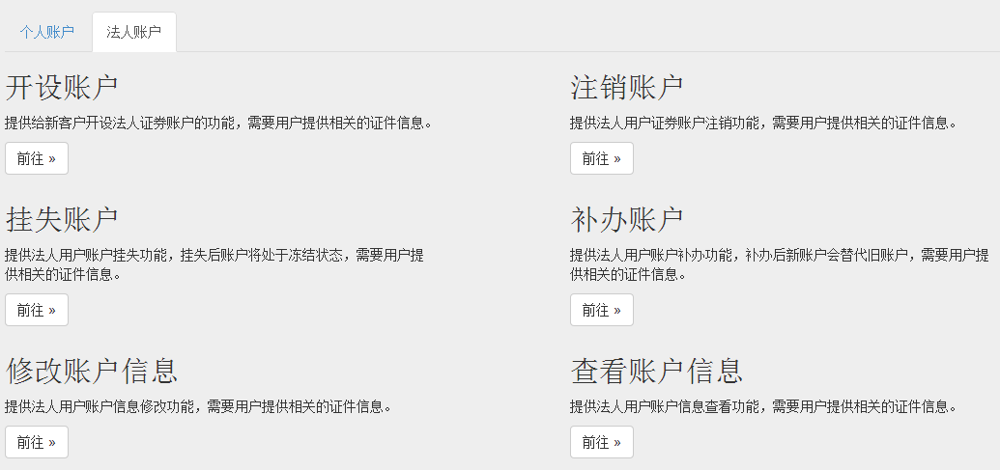 个人账户
法人账户
开设账户
提供给新客户开设法人证券账户的功能，需要用户提供相关的证件信息。
前往 »
注销账户
提供法人用户证券账户注销功能，需要用户提供相关的证件信息。
前往 »
挂失账户
提供法人用户账户挂失功能，挂失后账户将处于冻结状态，需要用户提
供相关的证件信息。
前往 »
补办账户
提供法人用户账户补办功能，补办后新账户会替代旧账户，需要用户提
供相关的证件信息。
前往 »
修改账户信息
提供法人用户账户信息修改功能，需要用户提供相关的证件信息。
前往 »
查看账户信息
提供法人用户账户信息查看功能，需要用户提供相关的证件信息。
前往 »